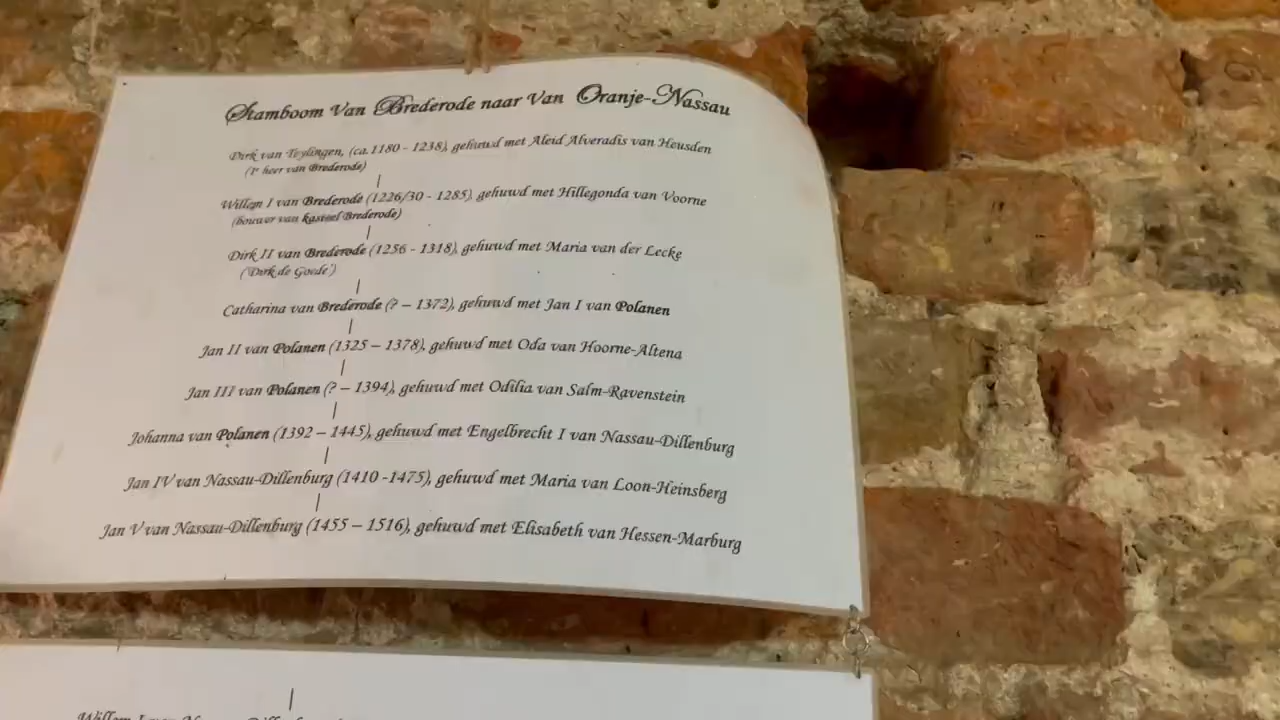 Stamboom Van Brederode naar Van Oranje-Nassau
Dirk van Teylingen, (ca. 1180 - 1238), gehuwd met Aleid Alveradis van Heusden
(1e heer van Brederode)
Willem I van Brederode (1226/30 - 1285), gehuwd met Hillegonda van Voorne
(bouwer van kasteel Brederode)
Dirk II van Brederode (1256 - 1318), gehuwd met Maria van der Lecke
('Dirk de Goede')
Catharina van Brederode (? – 1372), gehuwd met Jan I van Polanen
Jan II van Polanen (1325 – 1378), gehuwd met Oda van Hoorne-Altena
Jan III van Polanen (? – 1394), gehuwd met Odilia van Salm-Ravenstein
Johanna van Polanen (1392 – 1445), gehuwd met Engelbrecht I van Nassau-Dillenburg
Jan IV van Nassau-Dillenburg (1410 -1475), gehuwd met Maria van Loon-Heinsberg
Jan V van Nassau-Dillenburg (1455 – 1516), gehuwd met Elisabeth van Hessen-Marburg
Willem